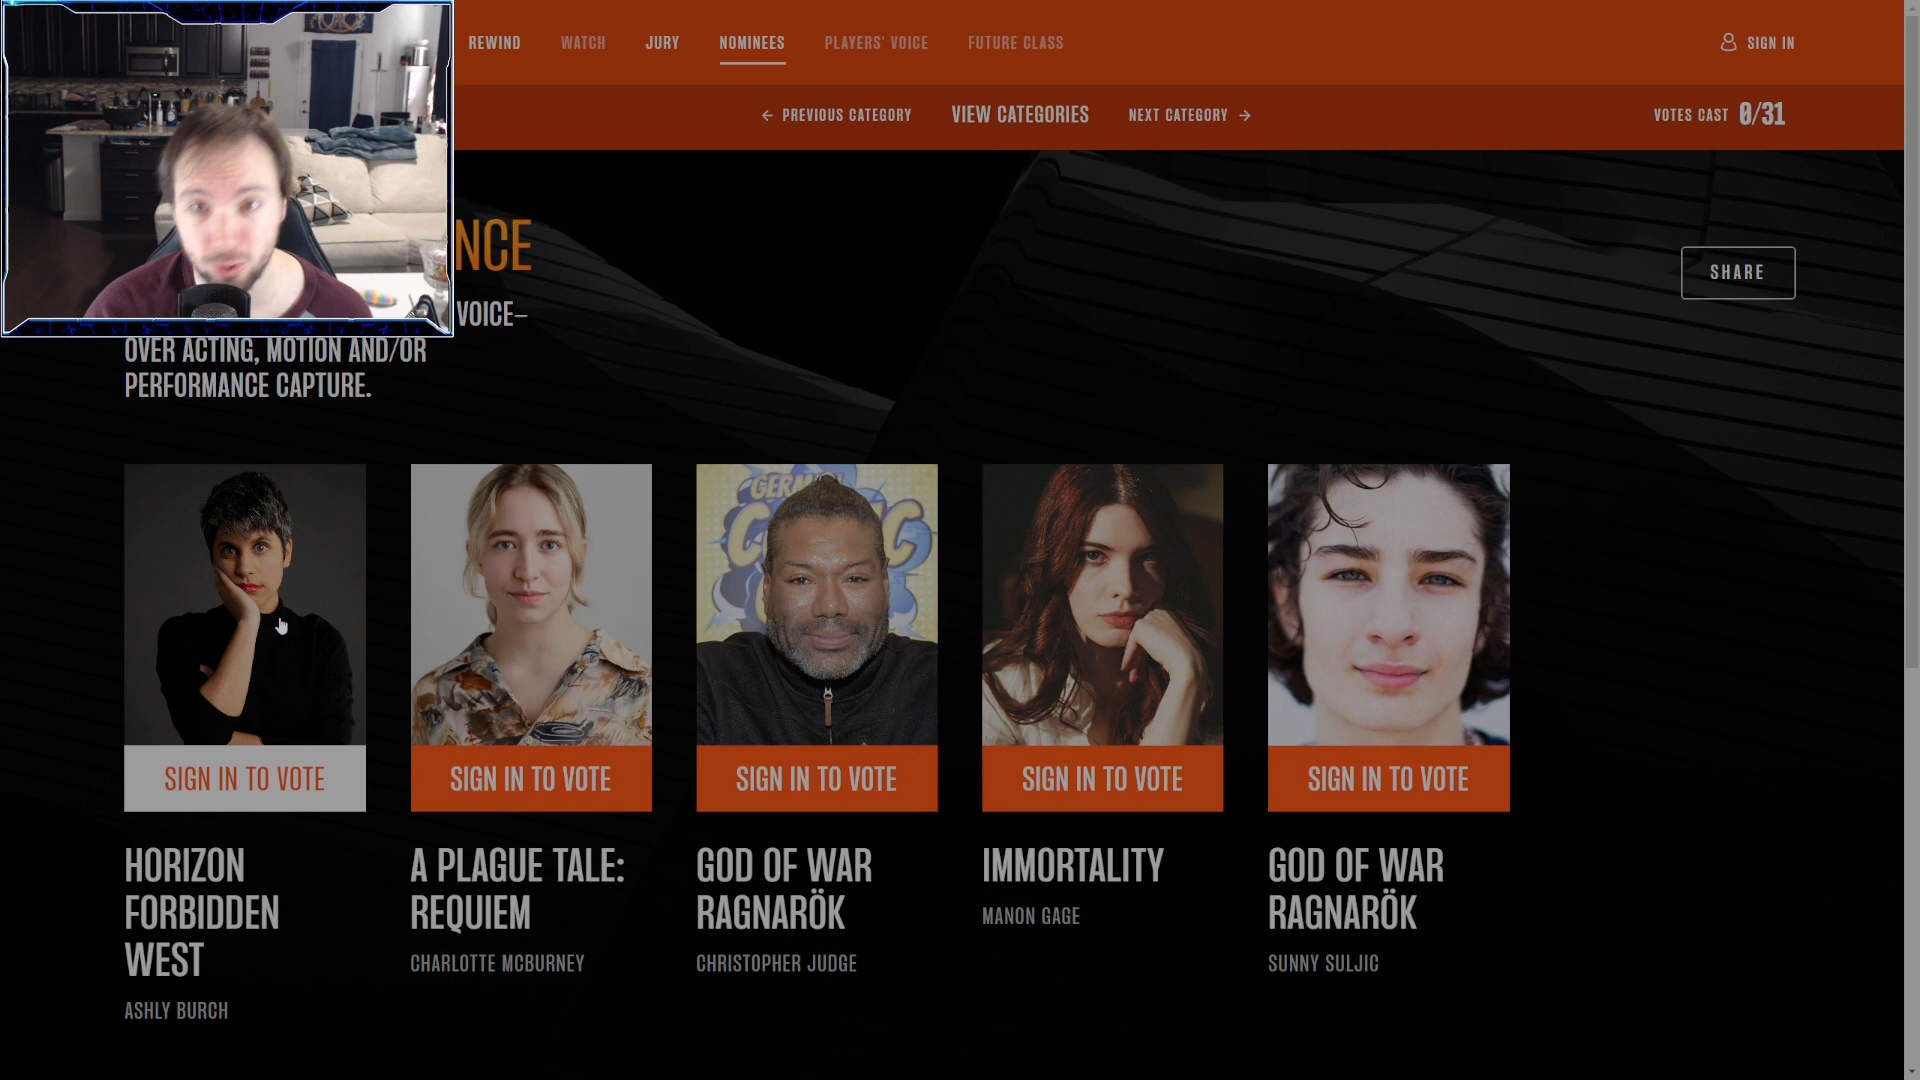 REWIND
WATCH
JURY
NOMINEES
PLAYERS' VOICE
FUTURE CLASS
SIGN IN
← PREVIOUS CATEGORY
VIEW CATEGORIES
NEXT CATEGORY →
VOTES CAST 0/31
NCE
VOICE–
OVER ACTING, MOTION AND/OR
PERFORMANCE CAPTURE.
SHARE
SIGN IN TO VOTE
SIGN IN TO VOTE
SIGN IN TO VOTE
SIGN IN TO VOTE
SIGN IN TO VOTE
HORIZON
FORBIDDEN
WEST
ASHLY BURCH
A PLAGUE TALE:
REQUIEM
CHARLOTTE MCBURNEY
GOD OF WAR
RAGNARÖK
CHRISTOPHER JUDGE
IMMORTALITY
MANON GAGE
GOD OF WAR
RAGNARÖK
SUNNY SULJIC